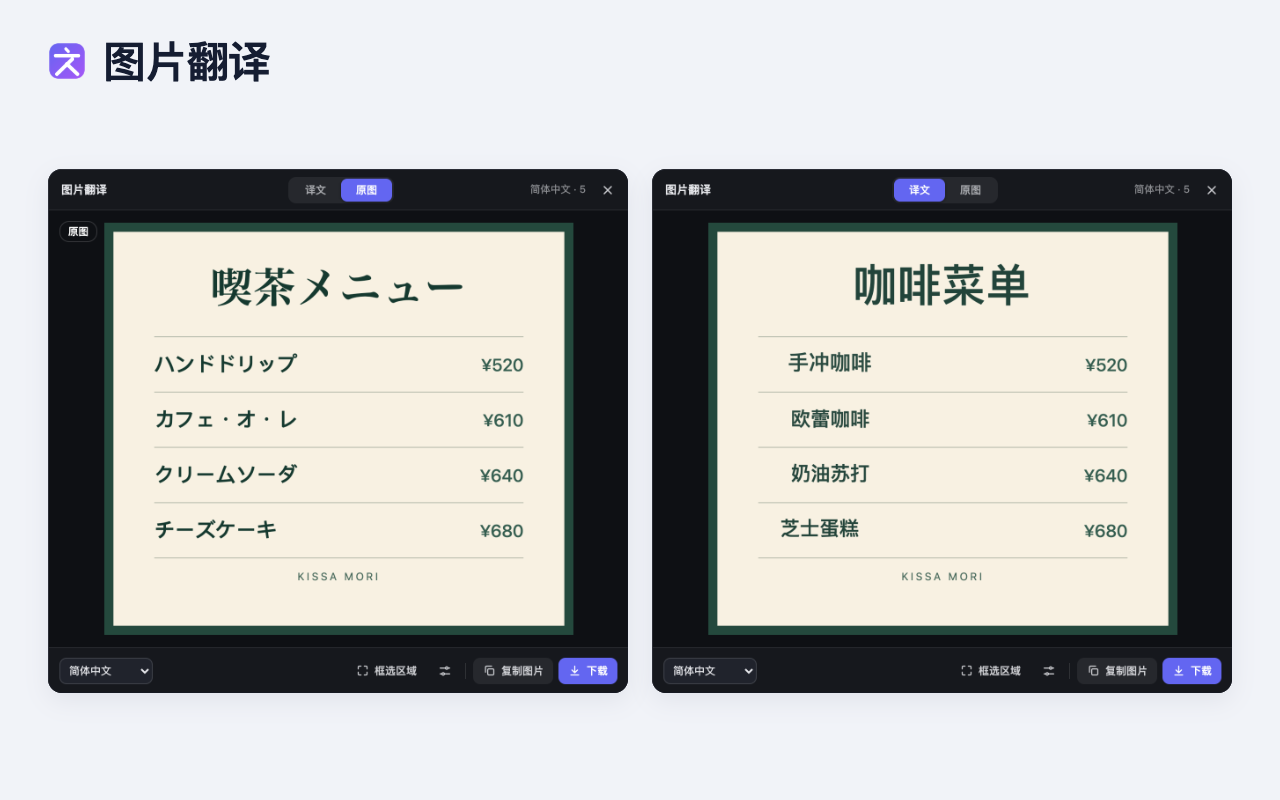 图片翻译
图片翻译
译文 原图
简体中文 · 5
原图
喫茶メニュー
ハンドドリップ ¥520
カフェ・オ・レ ¥610
クリームソーダ ¥640
チーズケーキ ¥680
KISSA MORI
简体中文
框选区域
复制图片
下载
图片翻译
译文 原图
简体中文 · 5
咖啡菜单
手冲咖啡 ¥520
欧蕾咖啡 ¥610
奶油苏打 ¥640
芝士蛋糕 ¥680
KISSA MORI
简体中文
框选区域
复制图片
下载